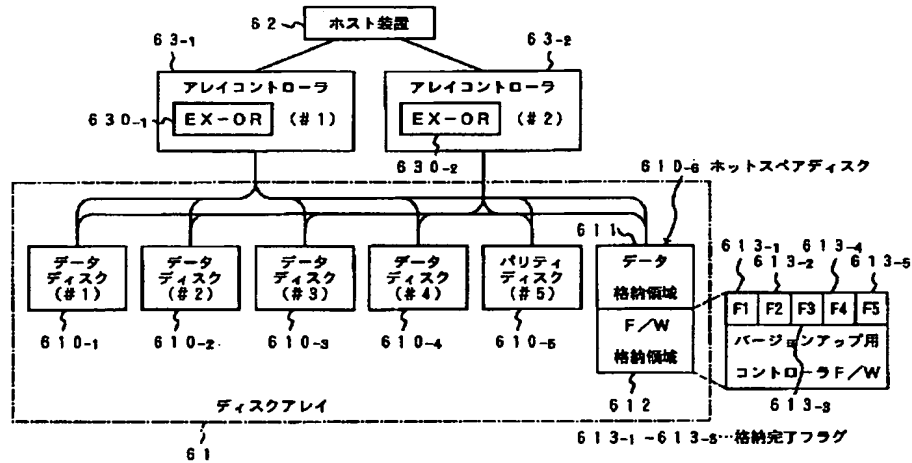 62
ホスト装置
63-1
63-2
アレイコントローラ
630-1
EX-OR
(#1)
アレイコントローラ
EX-OR
(#2)
630-2
610-6 ホットスペアディスク
611
データ
ディスク
(#1)
データ
ディスク
(#2)
データ
ディスク
(#3)
データ
ディスク
(#4)
パリティ
ディスク
(#5)
データ
格納領域
F/W
格納領域
613-1
613-2
613-4
613-5
F1 F2 F3 F4 F5
バージョンアップ用
コントローラF/W
613-3
610-1
610-2
610-3
610-4
610-5
612
ディスクアレイ
61
613-1~613-5…格納完了フラグ